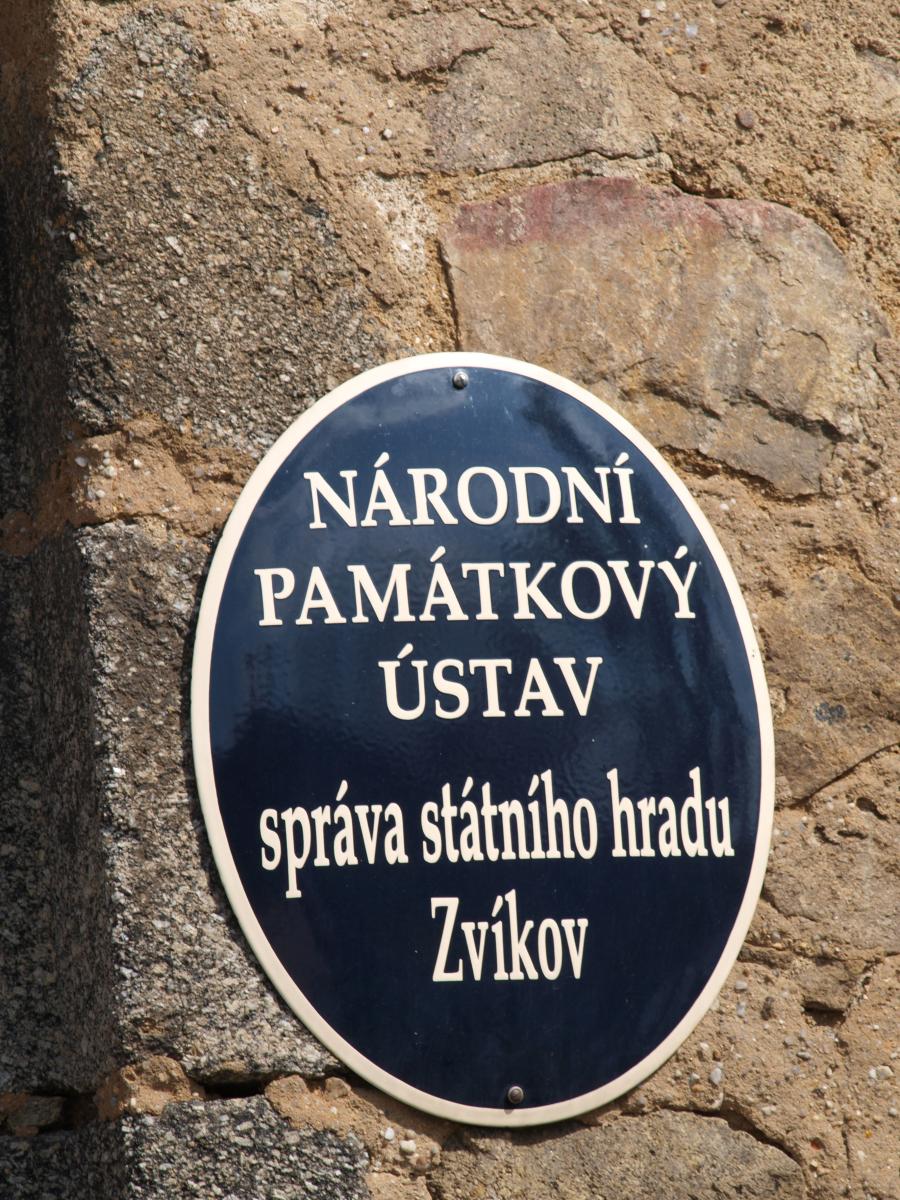 NÁRODNÍ
PAMÁTKOVÝ
ÚSTAV
správa státního hradu
Zvíkov